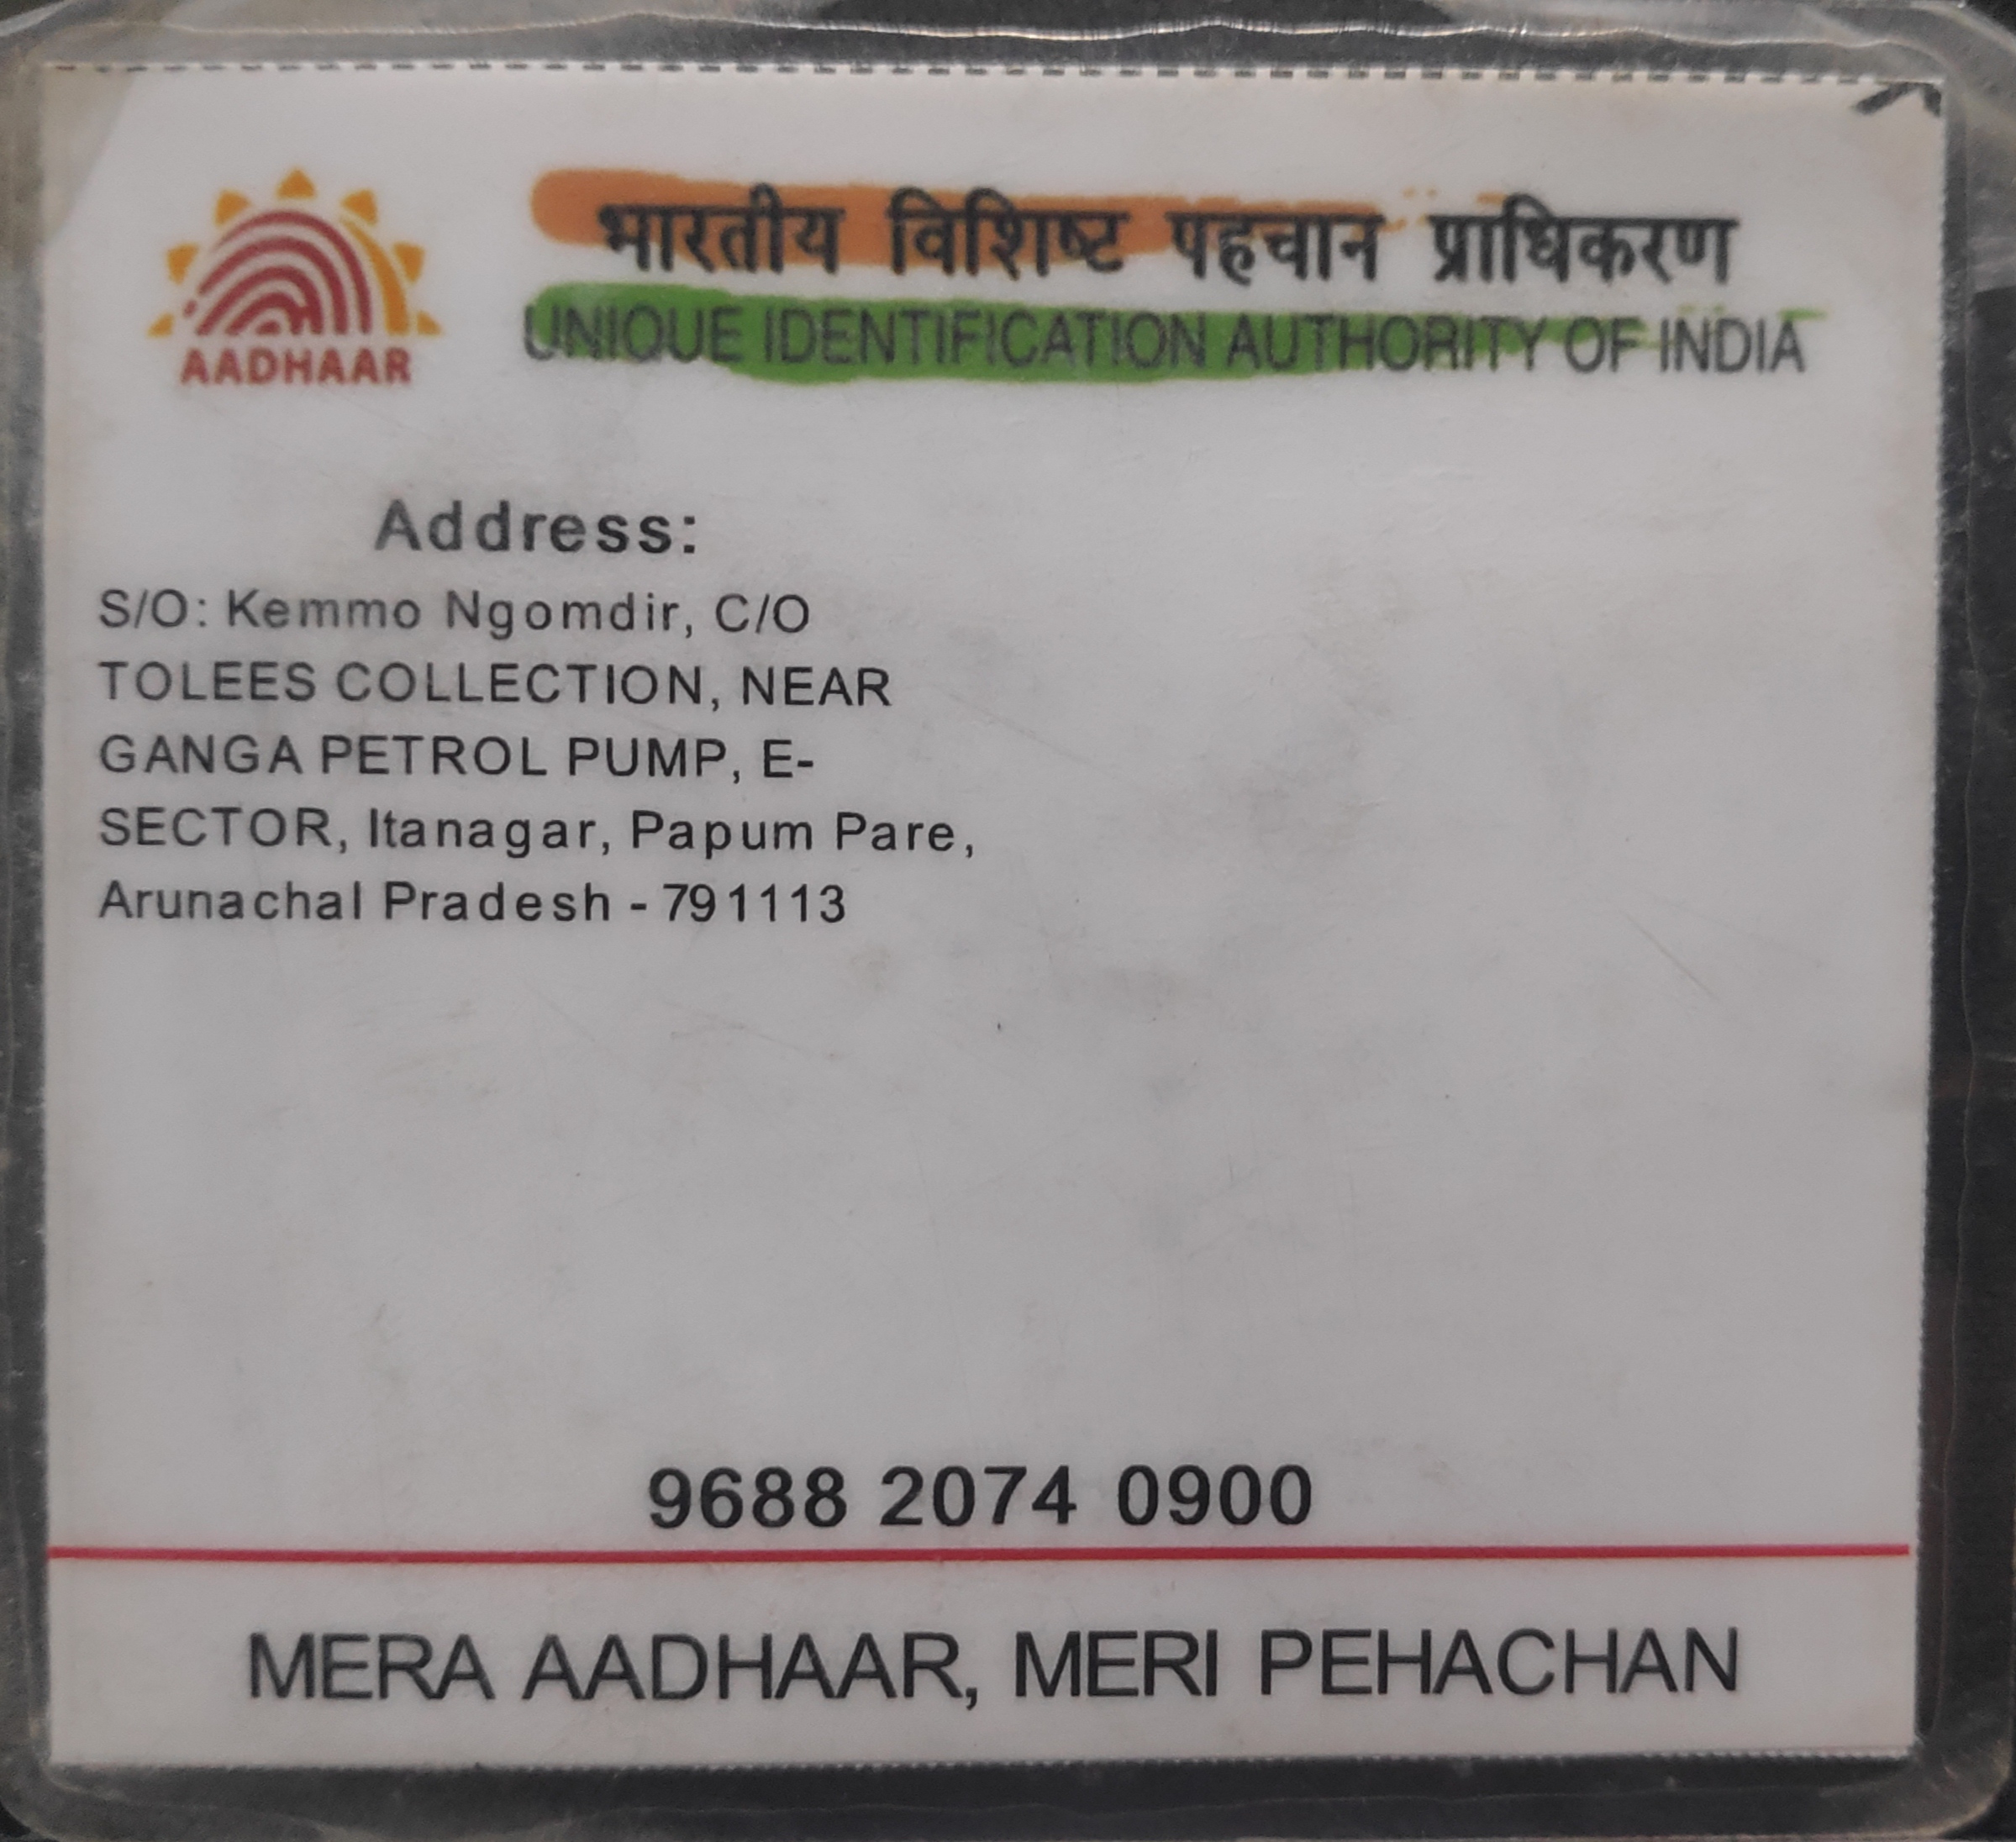 भारतीय विशिष्ट पहचान प्राधिकरण
UNIQUE IDENTIFICATION AUTHORITY OF INDIA
AADHAAR
Address:
S/O: Kemmo Ngomdir, C/O
TOLEES COLLECTION, NEAR
GANGA PETROL PUMP, E-
SECTOR, Itanagar, Papum Pare,
Arunachal Pradesh - 791113
9688 2074 0900
MERA AADHAAR, MERI PEHACHAN